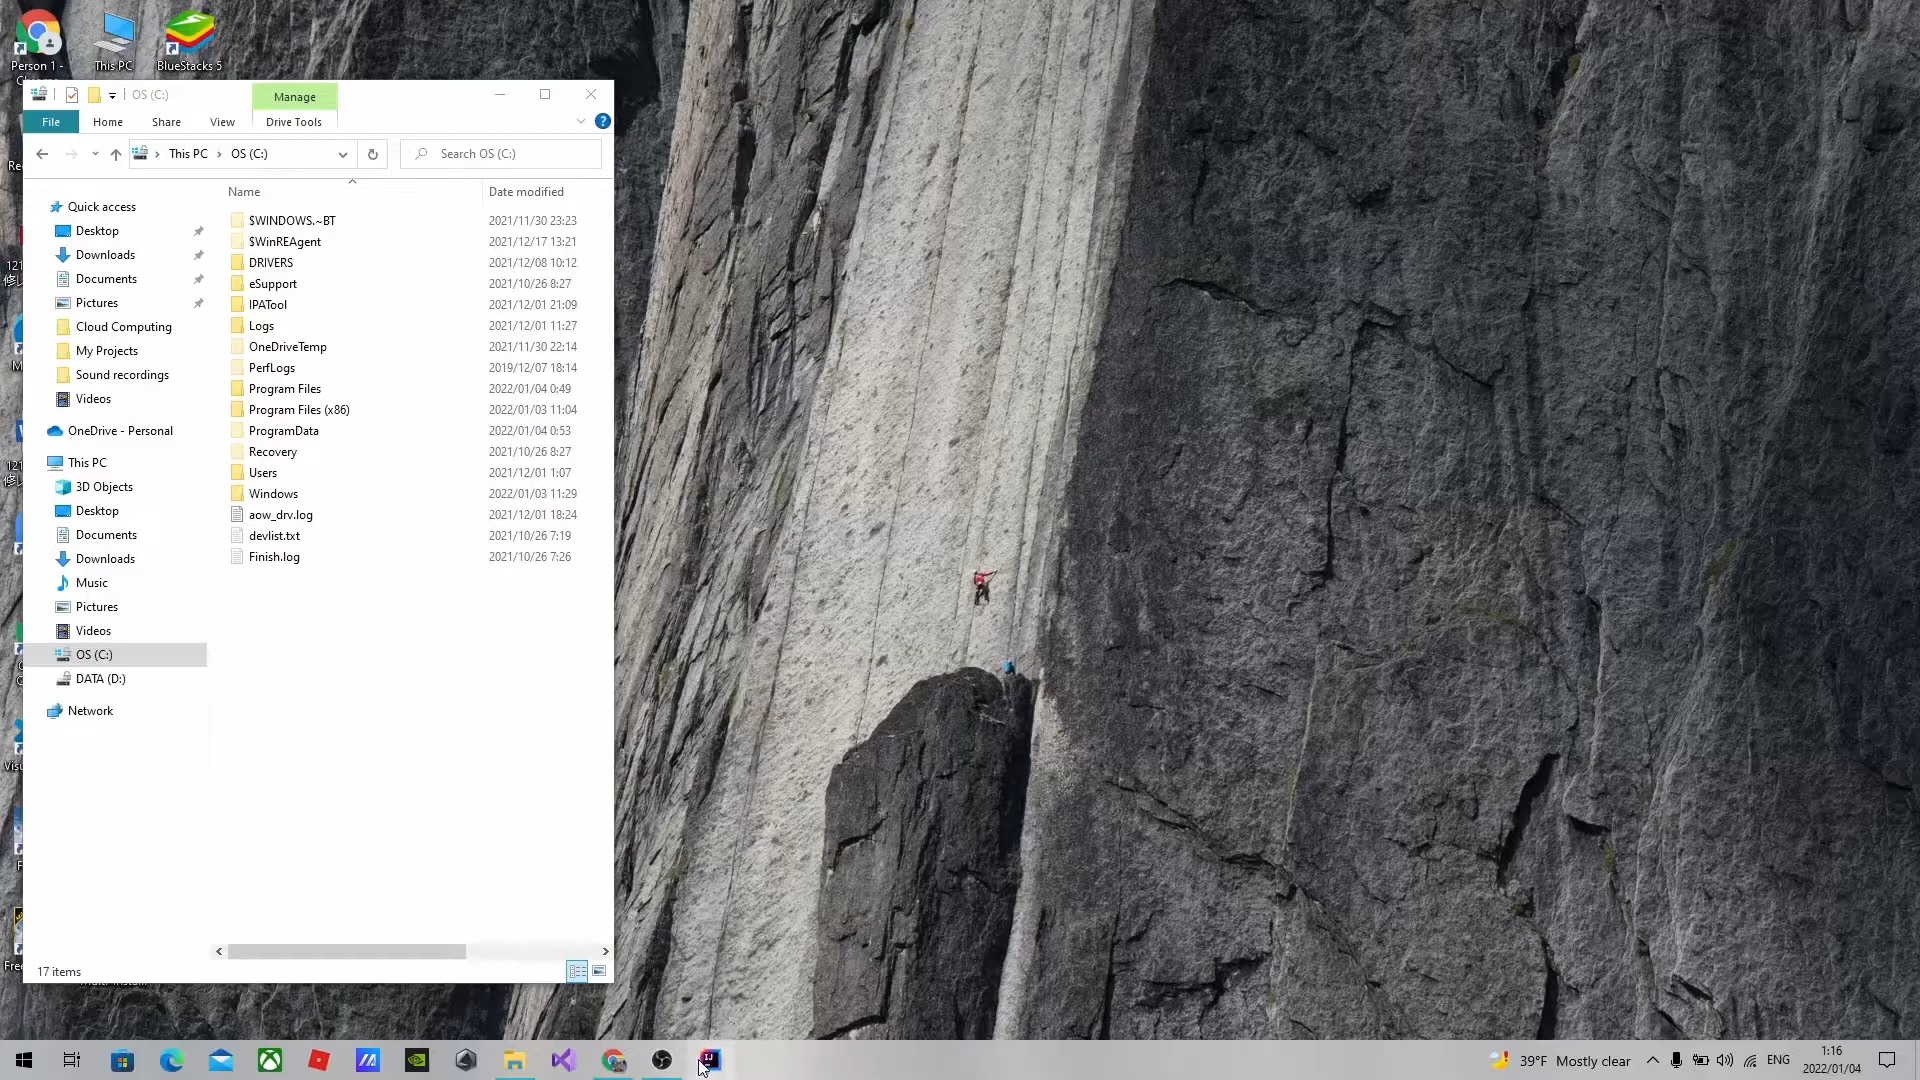 Person 1 -
This PC
BlueStacks 5
OS (C:)
Manage
File
Home
Share
View
Drive Tools
This PC
OS (C:)
Search OS (C:)
Name
Date modified
Quick access
Desktop
Downloads
Documents
Pictures
Cloud Computing
My Projects
Sound recordings
Videos
OneDrive - Personal
This PC
3D Objects
Desktop
Documents
Downloads
Music
Pictures
Videos
OS (C:)
DATA (D:)
Network
$WINDOWS.~BT 2021/11/30 23:23
$WinREAgent 2021/12/17 13:21
DRIVERS 2021/12/08 10:12
eSupport 2021/10/26 8:27
IPATool 2021/12/01 21:09
Logs 2021/12/01 11:27
OneDriveTemp 2021/11/30 22:14
PerfLogs 2019/12/07 18:14
Program Files 2022/01/04 0:49
Program Files (x86) 2022/01/03 11:04
ProgramData 2022/01/04 0:53
Recovery 2021/10/26 8:27
Users 2021/12/01 1:07
Windows 2022/01/03 11:29
aow_drv.log 2021/12/01 18:24
devlist.txt 2021/10/26 7:19
Finish.log 2021/10/26 7:26
17 items
39°F Mostly clear
ENG
1:16
2022/01/04